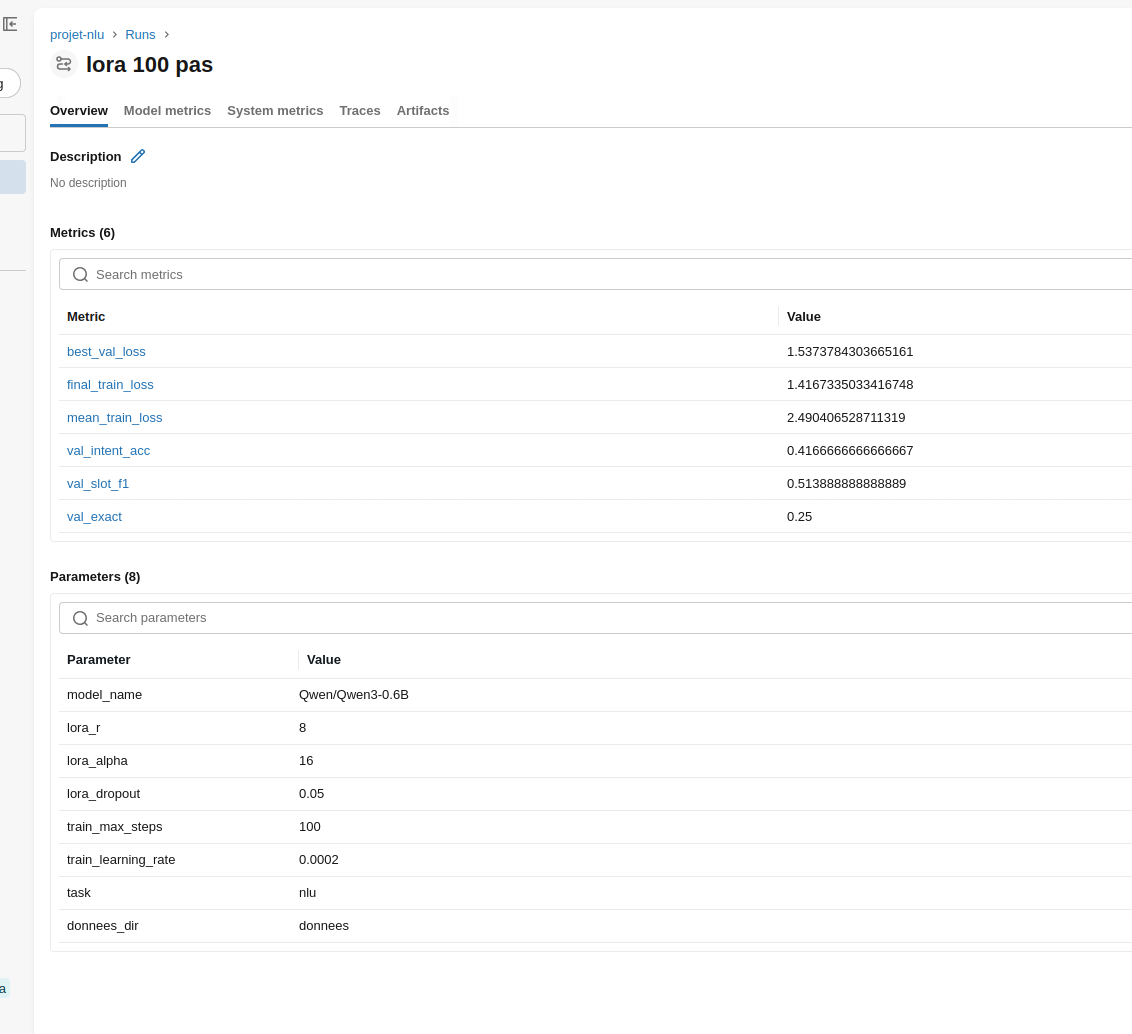 projet-nlu > Runs >
lora 100 pas
g
Overview Model metrics System metrics Traces Artifacts
Description
No description
Metrics (6)
Search metrics
Metric Value
best_val_loss 1.5373784303665161
final_train_loss 1.4167335033416748
mean_train_loss 2.490406528711319
val_intent_acc 0.4166666666666667
val_slot_f1 0.513888888888889
val_exact 0.25
Parameters (8)
Search parameters
Parameter Value
model_name Qwen/Qwen3-0.6B
lora_r 8
lora_alpha 16
lora_dropout 0.05
train_max_steps 100
train_learning_rate 0.0002
task nlu
donnees_dir donnees
a